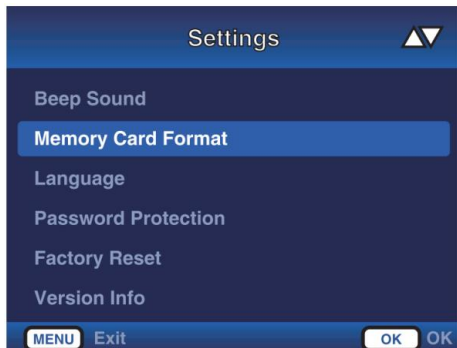 Settings
Beep Sound
Memory Card Format
Language
Password Protection
Factory Reset
Version Info
MENU Exit OK OK